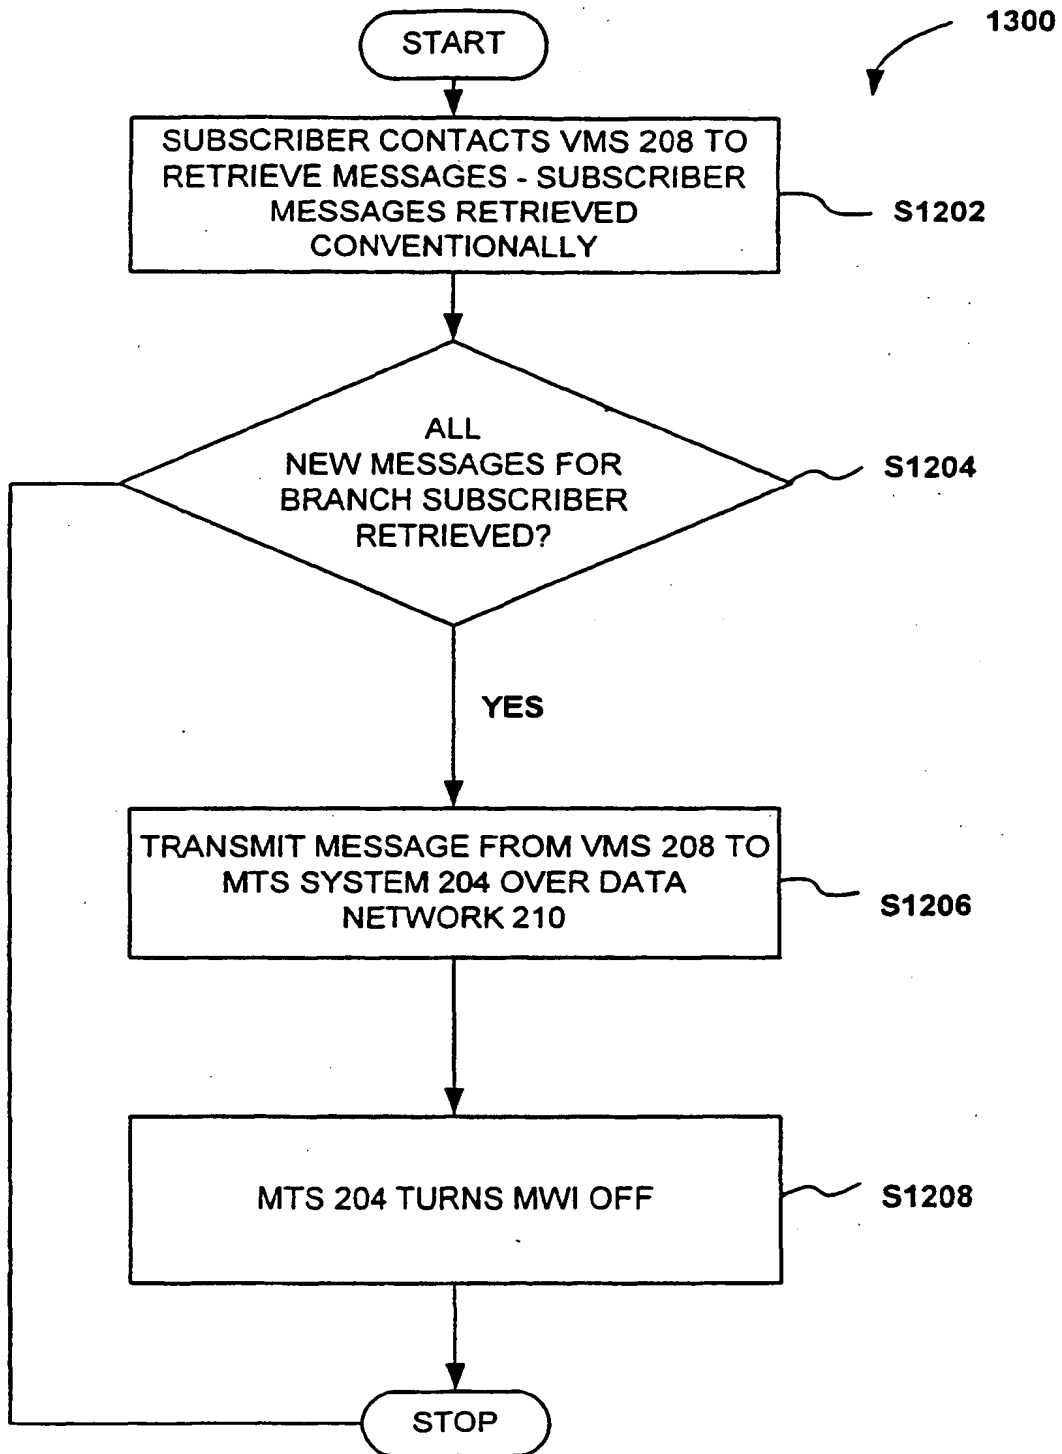 1300
START
SUBSCRIBER CONTACTS VMS 208 TO
RETRIEVE MESSAGES - SUBSCRIBER
MESSAGES RETRIEVED
CONVENTIONALLY
S1202
ALL
NEW MESSAGES FOR
BRANCH SUBSCRIBER
RETRIEVED?
S1204
YES
TRANSMIT MESSAGE FROM VMS 208 TO
MTS SYSTEM 204 OVER DATA
NETWORK 210
S1206
MTS 204 TURNS MWI OFF
S1208
STOP